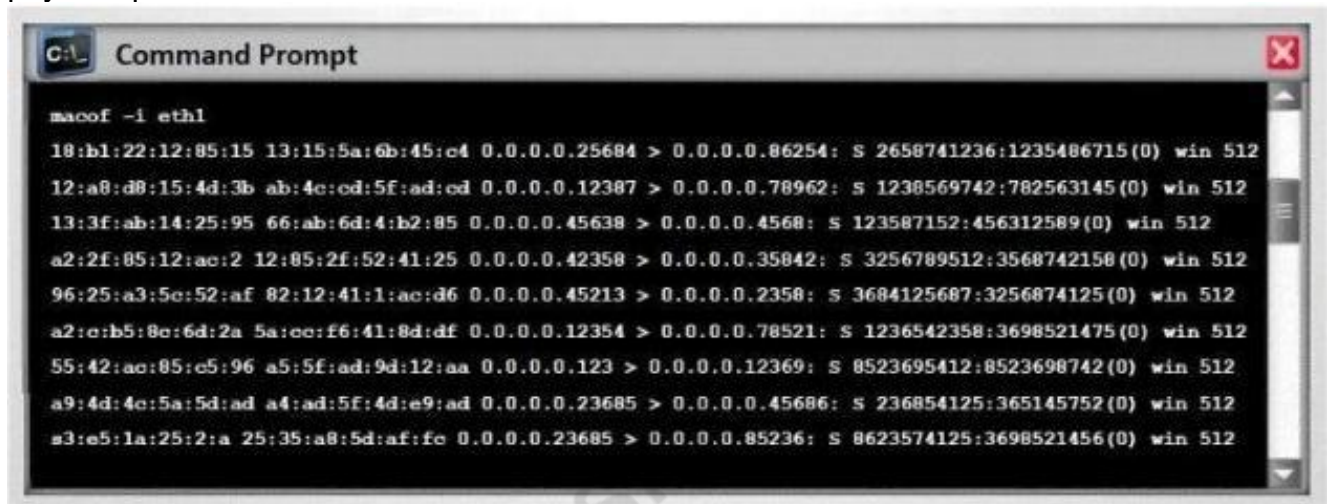 C:\_ Command Prompt
macof -i eth1
18:b1:22:12:85:15 13:15:5a:6b:45:c4 0.0.0.0.25684 > 0.0.0.0.86254: S 2658741236:1235486715(0) win 512
12:a8:d8:15:4d:3b ab:4c:cd:5f:ad:cd 0.0.0.0.12387 > 0.0.0.0.78962: S 1238569742:782563145(0) win 512
13:3f:ab:14:25:95 66:ab:6d:4:b2:85 0.0.0.0.45638 > 0.0.0.0.4568: S 123587152:456312589(0) win 512
a2:2f:85:12:ac:2 12:85:2f:52:41:25 0.0.0.0.42358 > 0.0.0.0.35842: S 3256789512:3568742158(0) win 512
96:25:a3:5c:52:af 82:12:41:1:ac:d6 0.0.0.0.45213 > 0.0.0.0.2358: S 3684125687:3256874125(0) win 512
a2:c:b5:8c:6d:2a 5a:cc:f6:41:8d:df 0.0.0.0.12354 > 0.0.0.0.78521: S 1236542358:3698521475(0) win 512
55:42:ac:85:c5:96 a5:5f:ad:9d:12:aa 0.0.0.0.123 > 0.0.0.0.12369: S 8523695412:8523698742(0) win 512
a9:4d:4c:5a:5d:ad a4:ad:5f:4d:e9:ad 0.0.0.0.23685 > 0.0.0.0.45686: S 236854125:365145752(0) win 512
s3:e5:1a:25:2:a 25:35:a8:5d:af:fc 0.0.0.0.23685 > 0.0.0.0.85236: S 8623574125:3698521456(0) win 512